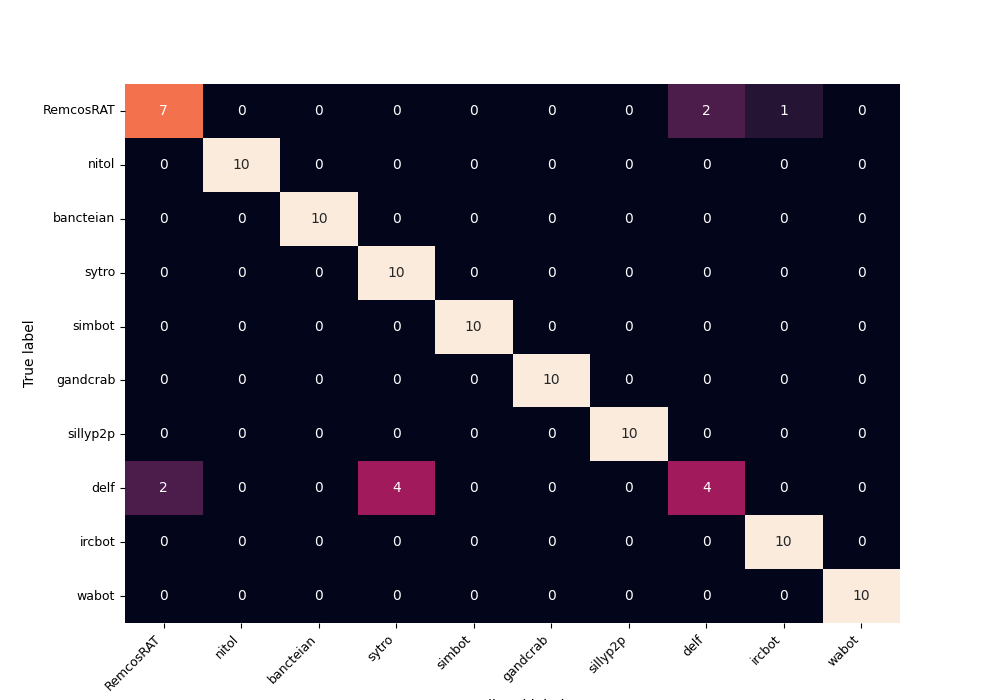 RemcosRAT 7 0 0 0 0 0 0 2 1 0
nitol 0 10 0 0 0 0 0 0 0 0
bancteian 0 0 10 0 0 0 0 0 0 0
sytro 0 0 0 10 0 0 0 0 0 0
simbot 0 0 0 0 10 0 0 0 0 0
gandcrab 0 0 0 0 0 10 0 0 0 0
sillyp2p 0 0 0 0 0 0 10 0 0 0
delf 2 0 0 4 0 0 0 4 0 0
ircbot 0 0 0 0 0 0 0 0 10 0
wabot 0 0 0 0 0 0 0 0 0 10
True label
RemcosRAT nitol bancteian sytro simbot gandcrab sillyp2p delf ircbot wabot